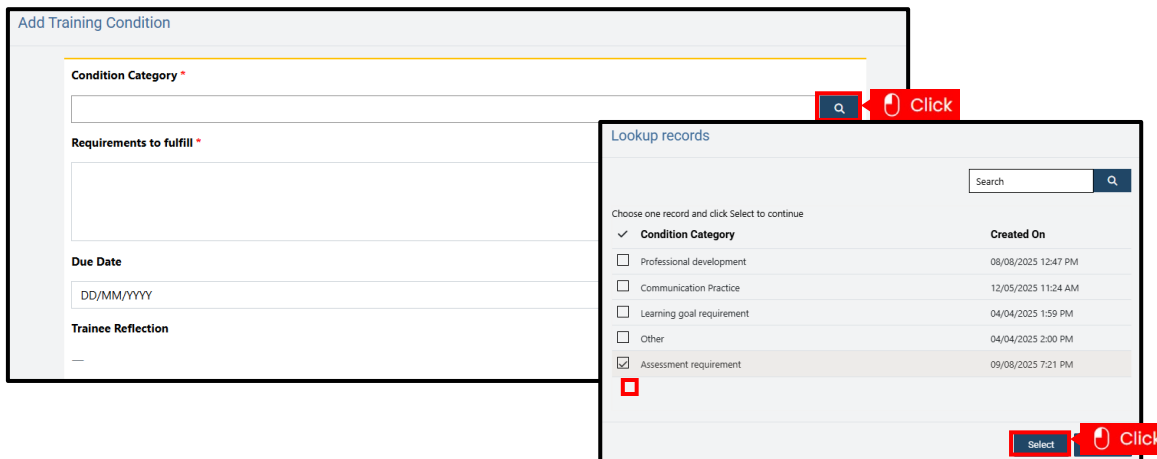 Add Training Condition
Condition Category *
Click
Requirements to fulfill *
Due Date
DD/MM/YYYY
Trainee Reflection
—
Lookup records
Search
Choose one record and click Select to continue
Condition Category Created On
Professional development 08/08/2025 12:47 PM
Communication Practice 12/05/2025 11:24 AM
Learning goal requirement 04/04/2025 1:59 PM
Other 04/04/2025 2:00 PM
Assessment requirement 09/08/2025 7:21 PM
Select Click